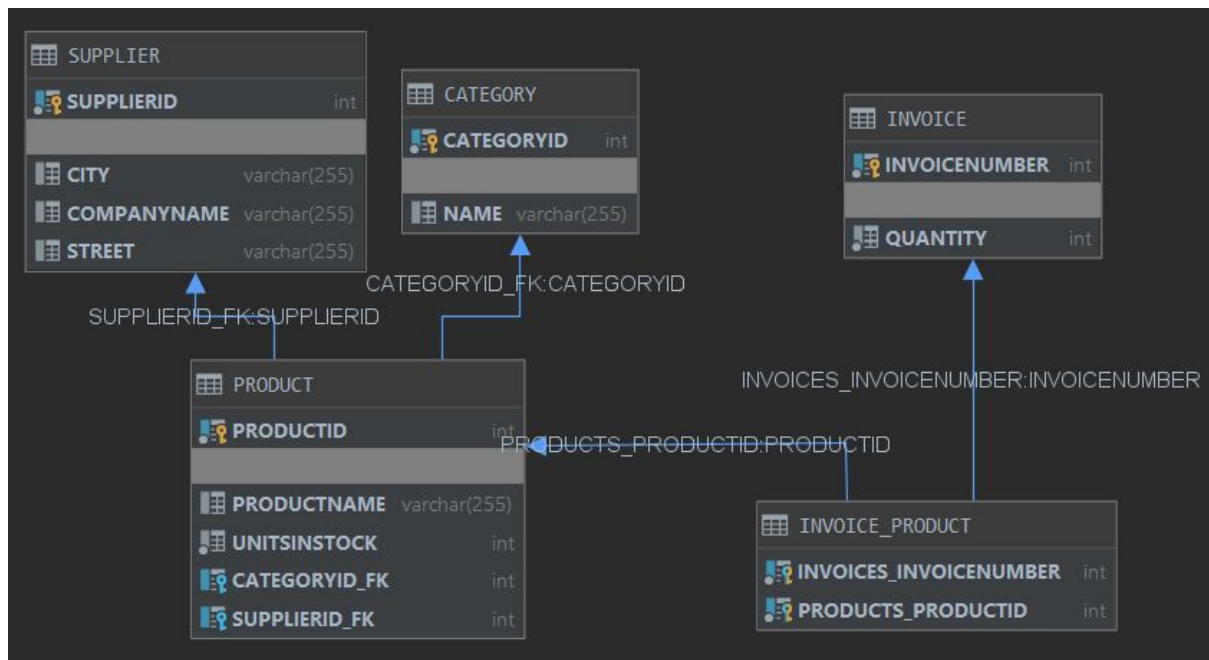 SUPPLIER
SUPPLIERID int
CITY varchar(255)
COMPANYNAME varchar(255)
STREET varchar(255)
CATEGORY
CATEGORYID int
NAME varchar(255)
INVOICE
INVOICENUMBER int
QUANTITY int
CATEGORYID_FK:CATEGORYID
SUPPLIERID_FK:SUPPLIERID
INVOICES_INVOICENUMBER:INVOICENUMBER
PRODUCT
PRODUCTID int
PRODUCTS_PRODUCTID:PRODUCTID
PRODUCTNAME varchar(255)
UNITSINSTOCK int
CATEGORYID_FK int
SUPPLIERID_FK int
INVOICE_PRODUCT
INVOICES_INVOICENUMBER int
PRODUCTS_PRODUCTID int